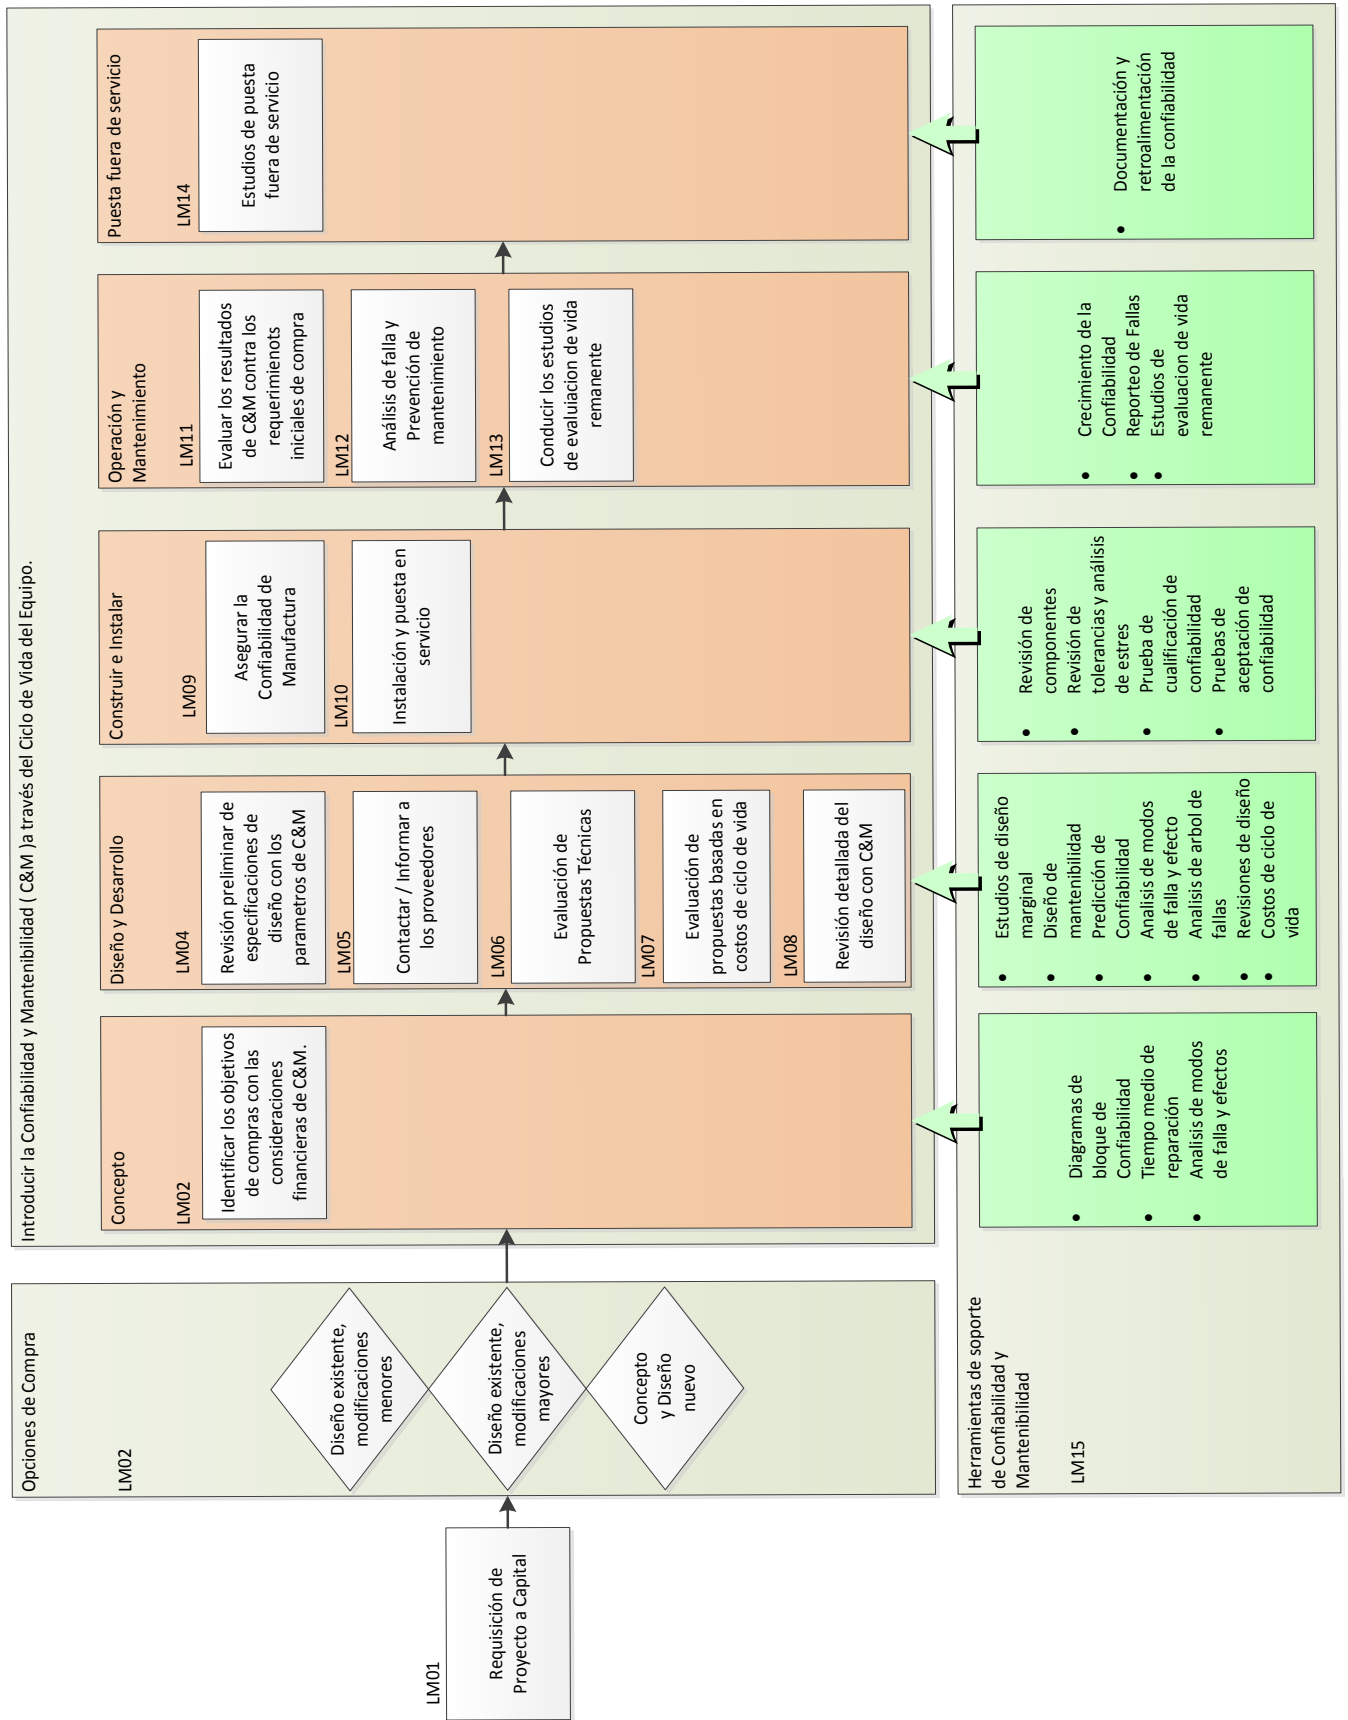 LM01
Requisición de
Proyecto a Capital
Opciones de Compra
LM02
Diseño existente,
modificaciones
menores
Diseño existente,
modificaciones
mayores
Concepto
y Diseño
nuevo
Introducir la Confiabilidad y Mantenibilidad ( C&M )a través del Ciclo de Vida del Equipo.
Concepto
LM02
Identificar los objetivos
de compras con las
consideraciones
financieras de C&M.
Diseño y Desarrollo
LM04
Revisión preliminar de
especificaciones de
diseño con los
parametros de C&M
LM05
Contactar / Informar a
los proveedores
LM06
Evaluación de
Propuestas Técnicas
LM07
Evaluación de
propuestas basadas en
costos de ciclo de vida
LM08
Revisión detallada del
diseño con C&M
Construir e Instalar
LM09
Asegurar la
Confiabilidad de
Manufactura
LM10
Instalación y puesta en
servicio
Operación y
Mantenimiento
LM11
Evaluar los resultados
de C&M contra los
requerimienots
iniciales de compra
LM12
Análisis de falla y
Prevención de
mantenimiento
LM13
Conducir los estudios
de evaluiacion de vida
remanente
Puesta fuera de servicio
LM14
Estudios de puesta
fuera de servicio
Herramientas de soporte
de Confiabilidad y
Mantenibilidad
LM15
• Diagramas de
bloque de
Confiabilidad
• Tiempo medio de
reparación
• Analisis de modos
de falla y efectos
• Estudios de diseño
marginal
• Diseño de
mantenibilidad
• Predicción de
Confiabilidad
• Analisis de modos
de falla y efecto
• Analisis de arbol de
fallas
• Revisiones de diseño
• Costos de ciclo de
vida
• Revisión de
componentes
• Revisión de
tolerancias y análisis
de estres
• Prueba de
cualificación de
confiabilidad
• Pruebas de
aceptación de
confiabilidad
• Crecimiento de la
Confiabilidad
• Reporteo de Fallas
• Estudios de
evaluacion de vida
remanente
• Documentación y
retroalimentación
de la confiabilidad